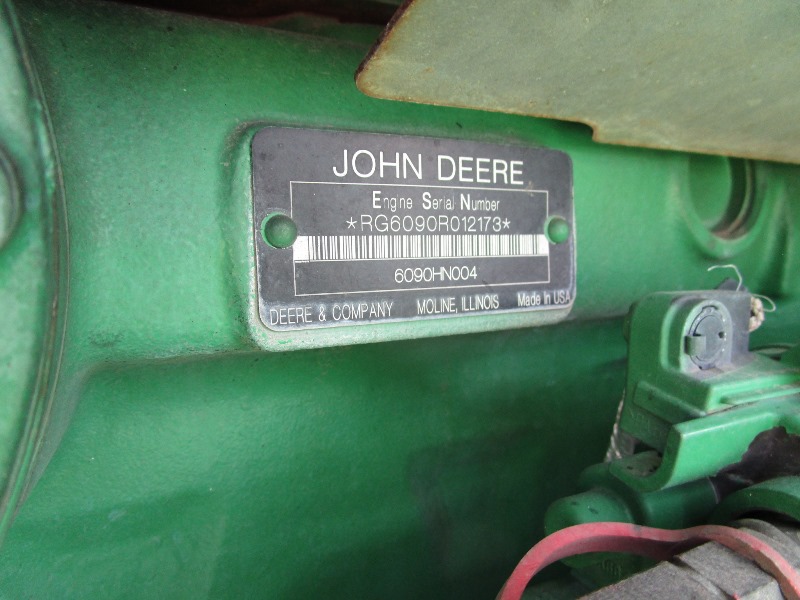 JOHN DEERE
Engine Serial Number
*RG6090R012173*
6090HN004
DEERE & COMPANY MOLINE, ILLINOIS Made In USA